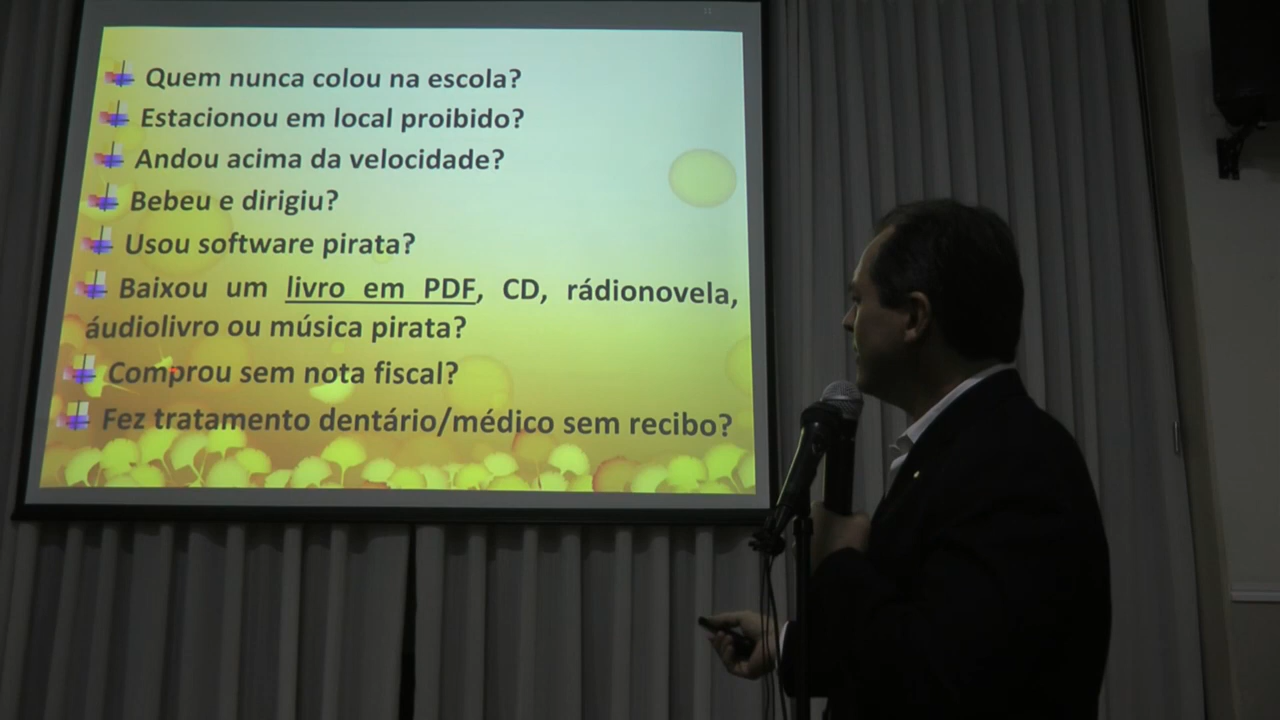 11
Quem nunca colou na escola?
Estacionou em local proibido?
Andou acima da velocidade?
Bebeu e dirigiu?
Usou software pirata?
Baixou um livro em PDF, CD, rádionovela,
áudiolivro ou música pirata?
Comprou sem nota fiscal?
Fez tratamento dentário/médico sem recibo?